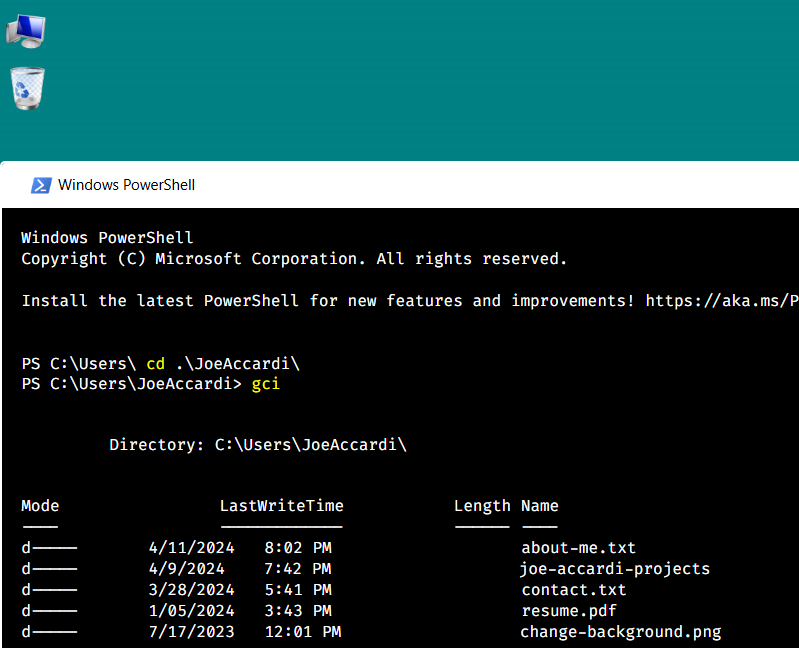 Windows PowerShell
Windows PowerShell
Copyright (C) Microsoft Corporation. All rights reserved.
Install the latest PowerShell for new features and improvements! https://aka.ms/P
PS C:\Users\ cd .\JoeAccardi\
PS C:\Users\JoeAccardi> gci
Directory: C:\Users\JoeAccardi\
Mode LastWriteTime Length Name
---- ------------- ------ ----
d----- 4/11/2024 8:02 PM about-me.txt
d----- 4/9/2024 7:42 PM joe-accardi-projects
d----- 3/28/2024 5:41 PM contact.txt
d----- 1/05/2024 3:43 PM resume.pdf
d----- 7/17/2023 12:01 PM change-background.png